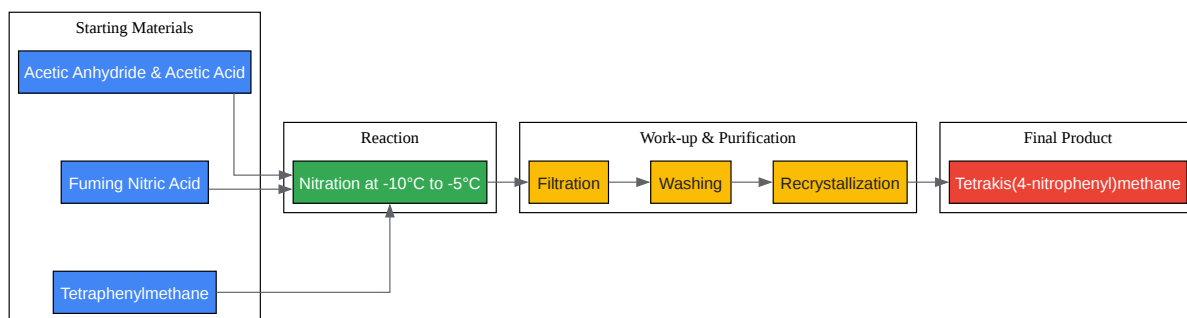 Starting Materials
Acetic Anhydride & Acetic Acid
Fuming Nitric Acid
Tetraphenylmethane
Reaction
Nitration at -10°C to -5°C
Work-up & Purification
Filtration
Washing
Recrystallization
Final Product
Tetrakis(4-nitrophenyl)methane